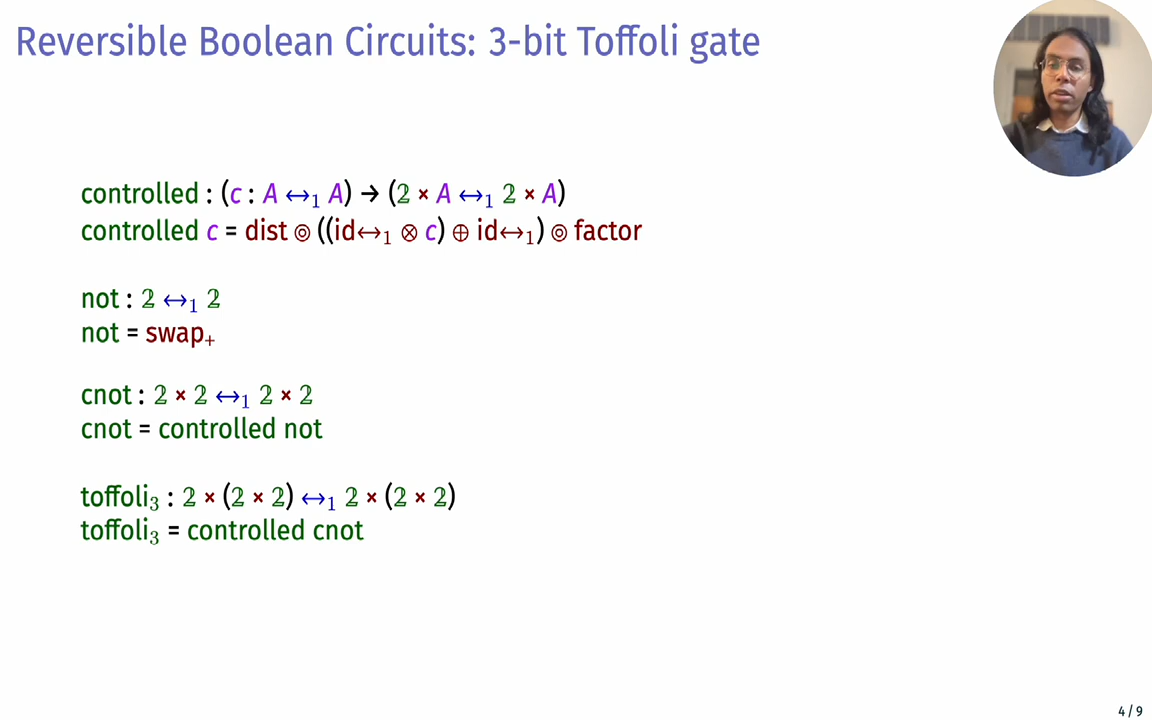 Reversible Boolean Circuits: 3-bit Toffoli gate
controlled : (c : A ↔₁ A) → (𝟚 × A ↔₁ 𝟚 × A)
controlled c = dist ⊚ ((id↔₁ ⊗ c) ⊕ id↔₁) ⊚ factor
not : 𝟚 ↔₁ 𝟚
not = swap₊
cnot : 𝟚 × 𝟚 ↔₁ 𝟚 × 𝟚
cnot = controlled not
toffoli₃ : 𝟚 × (𝟚 × 𝟚) ↔₁ 𝟚 × (𝟚 × 𝟚)
toffoli₃ = controlled cnot
4 / 9